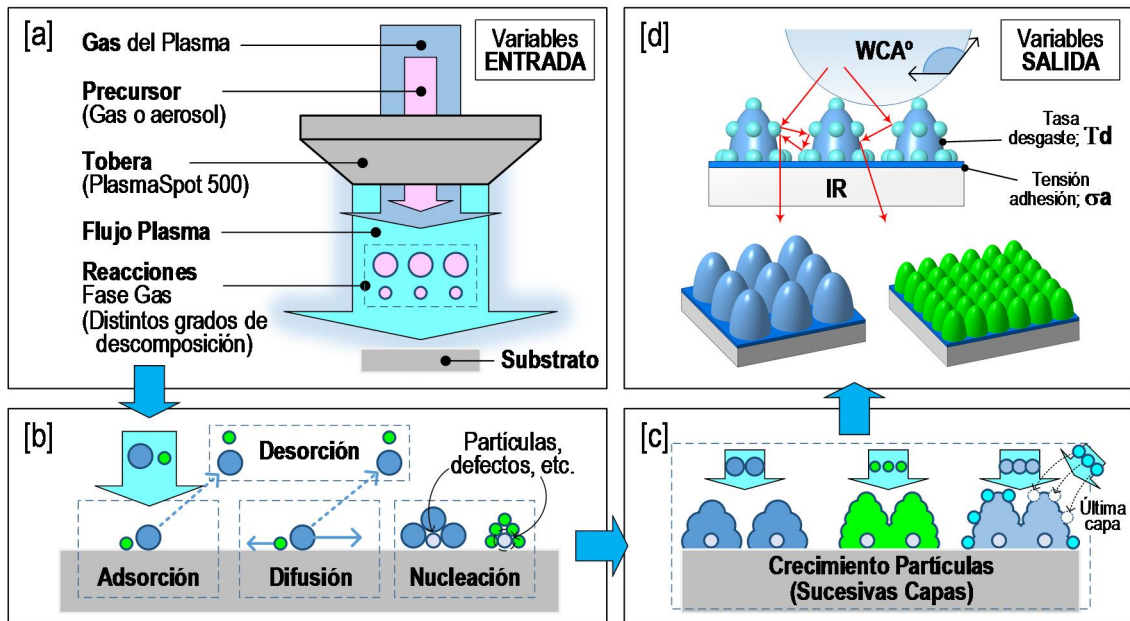 [a]
Gas del Plasma
Variables
ENTRADA
Precursor
(Gas o aerosol)
Tobera
(PlasmaSpot 500)
Flujo Plasma
Reacciones
Fase Gas
(Distintos grados de
descomposición)
Substrato
[b]
Desorción
Partículas,
defectos, etc.
Adsorción
Difusión
Nucleación
[c]
Última
capa
Crecimiento Partículas
(Sucesivas Capas)
[d]
WCAº
Variables
SALIDA
Tasa
desgaste; Td
IR
Tensión
adhesión; σa